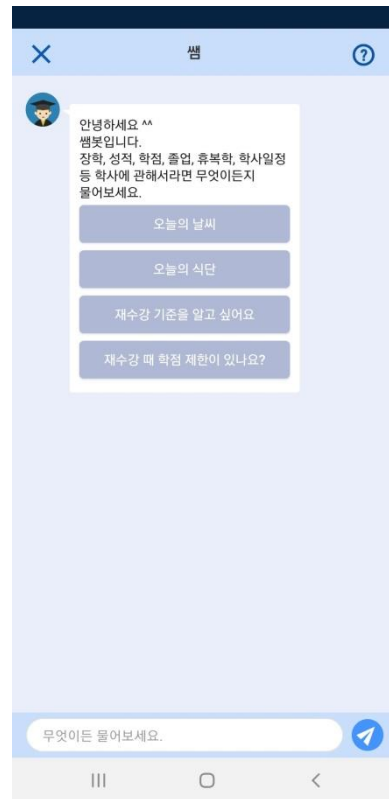 쌤
?
안녕하세요 ^^
쌤봇입니다.
장학, 성적, 학점, 졸업, 휴복학, 학사일정
등 학사에 관해서라면 무엇이든지
물어보세요.
오늘의 날씨
오늘의 식단
재수강 기준을 알고 싶어요
재수강 때 학점 제한이 있나요?
무엇이든 물어보세요.